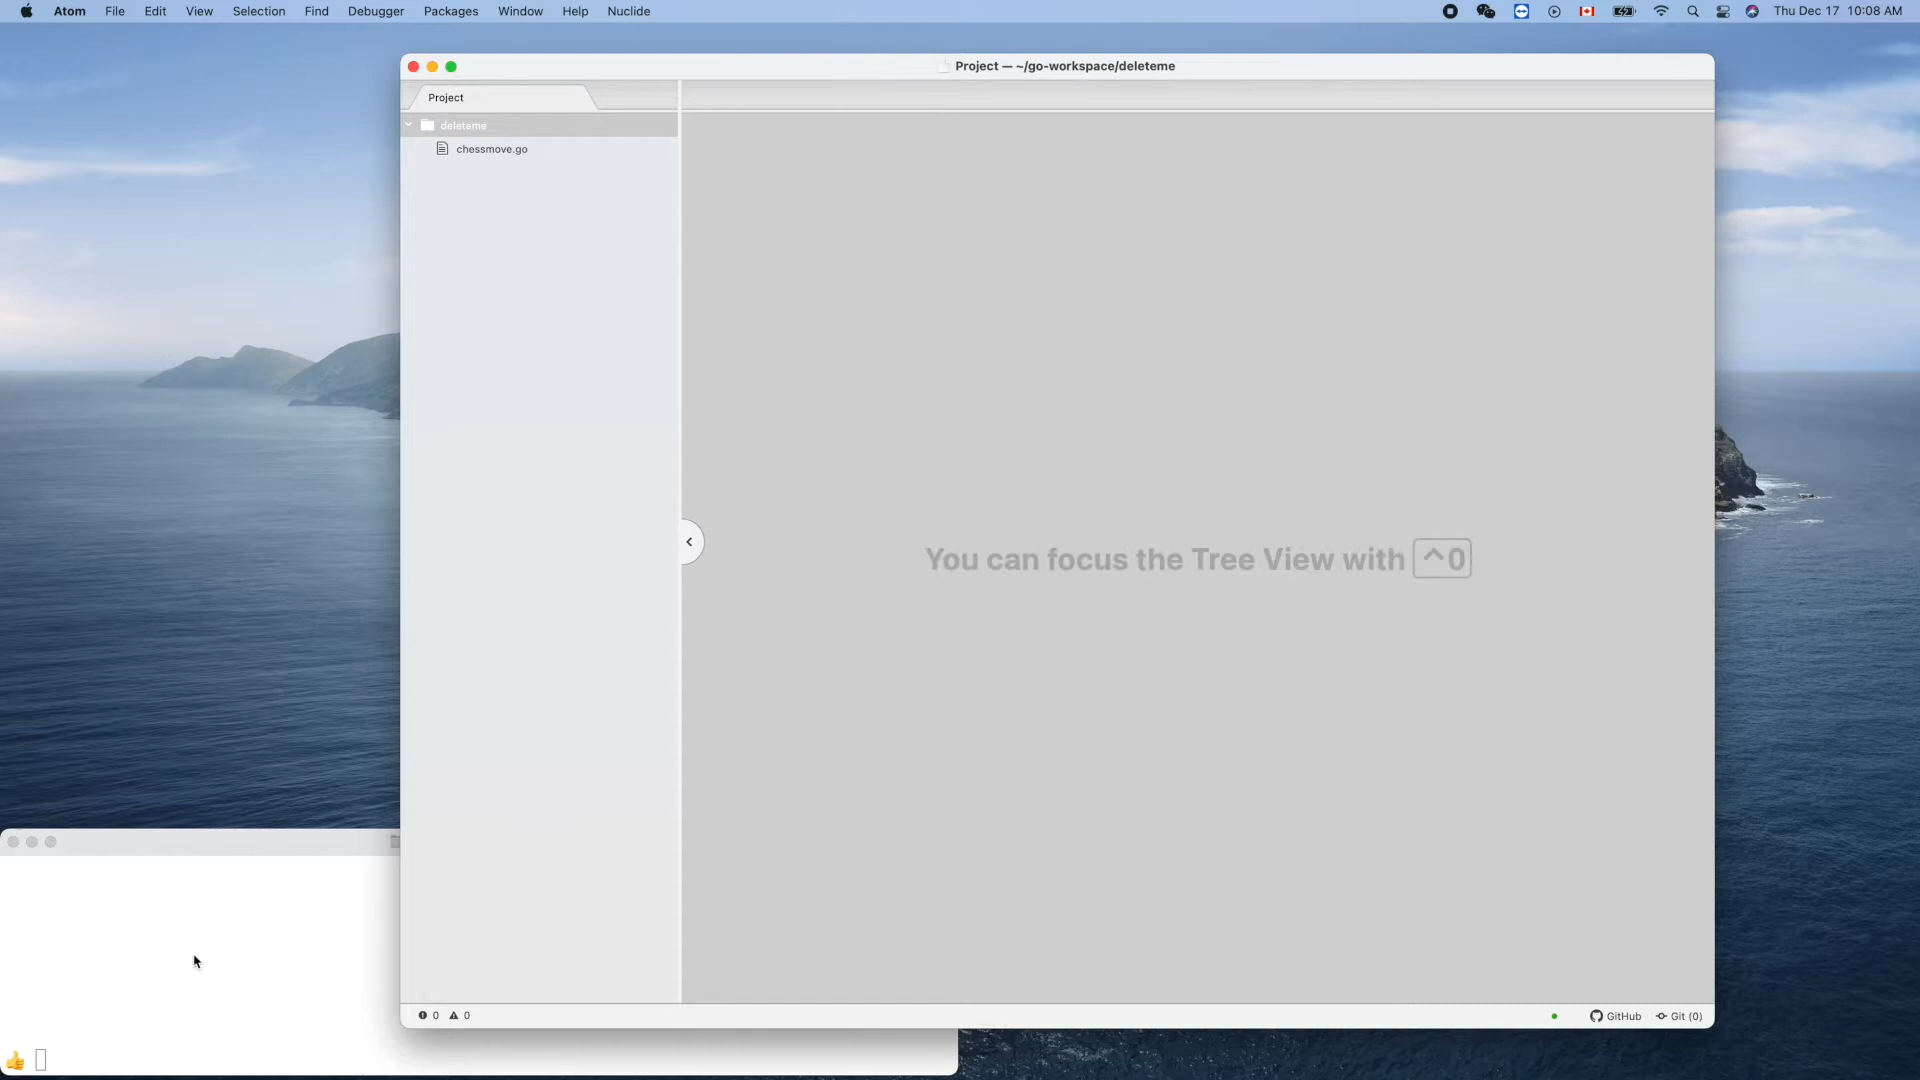 Atom File Edit View Selection Find Debugger Packages Window Help Nuclide
Thu Dec 17 10:08 AM
Project — ~/go-workspace/deleteme
Project
deleteme
chessmove.go
You can focus the Tree View with ^0
0 0
GitHub Git (0)